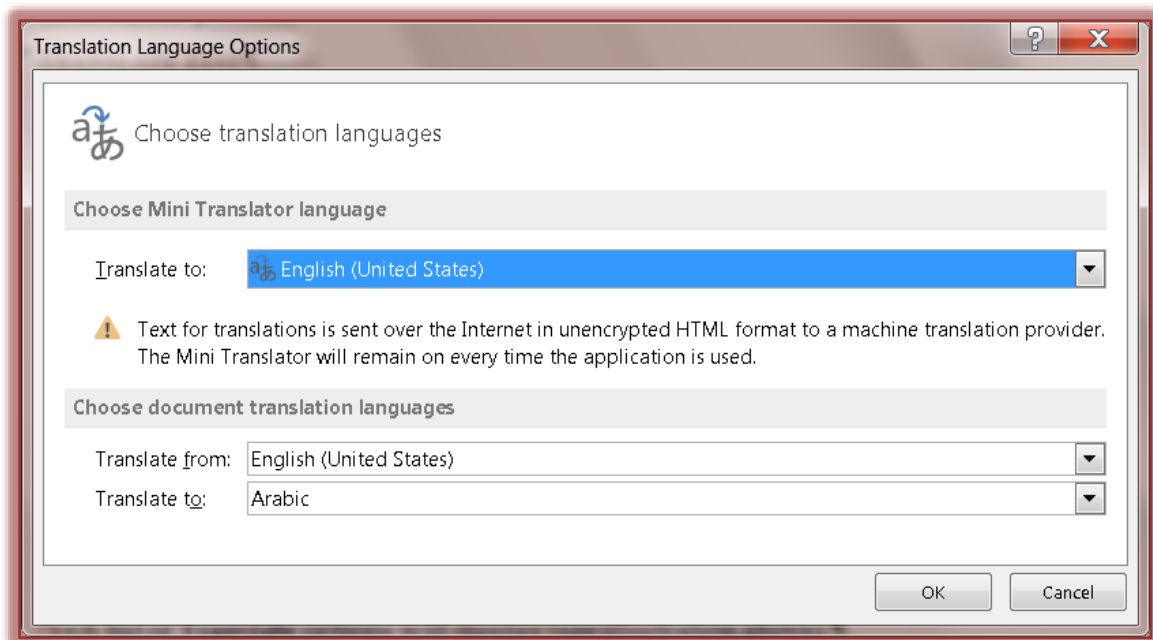 Translation Language Options
Choose translation languages
Choose Mini Translator language
Translate to: English (United States)
Text for translations is sent over the Internet in unencrypted HTML format to a machine translation provider.
The Mini Translator will remain on every time the application is used.
Choose document translation languages
Translate from: English (United States)
Translate to: Arabic
OK Cancel